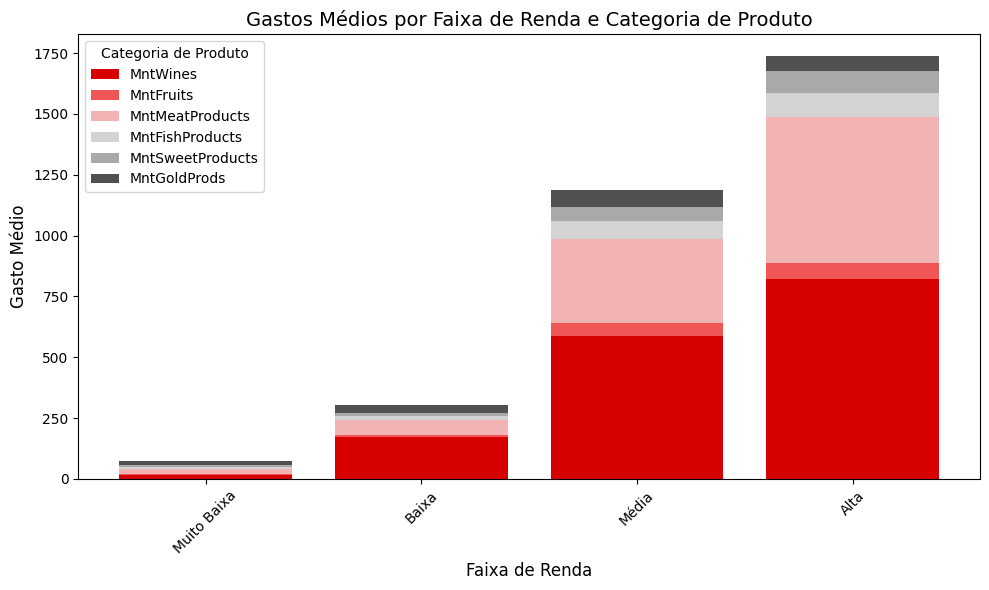 Gastos Médios por Faixa de Renda e Categoria de Produto
Categoria de Produto
MntWines
MntFruits
MntMeatProducts
MntFishProducts
MntSweetProducts
MntGoldProds
Gasto Médio
1750
1500
1250
1000
750
500
250
0
Muito Baixa
Baixa
Média
Alta
Faixa de Renda